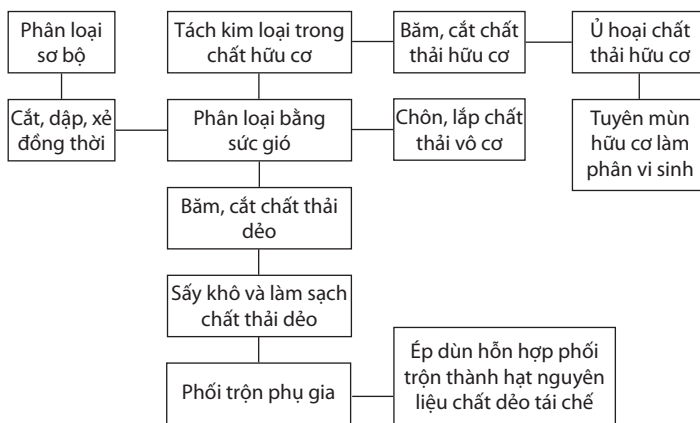 Phân loại
sơ bộ
Tách kim loại trong
chất hữu cơ
Băm, cắt chất
thải hữu cơ
Ủ hoại chất
thải hữu cơ
Cắt, dập, xẻ
đồng thời
Phân loại bằng
sức gió
Chôn, lắp chất
thải vô cơ
Tuyên mùn
hữu cơ làm
phân vi sinh
Băm, cắt chất thải
dẻo
Sấy khô và làm sạch
chất thải dẻo
Phối trộn phụ gia
Ép dùn hỗn hợp phối
trộn thành hạt nguyên
liệu chất dẻo tái chế